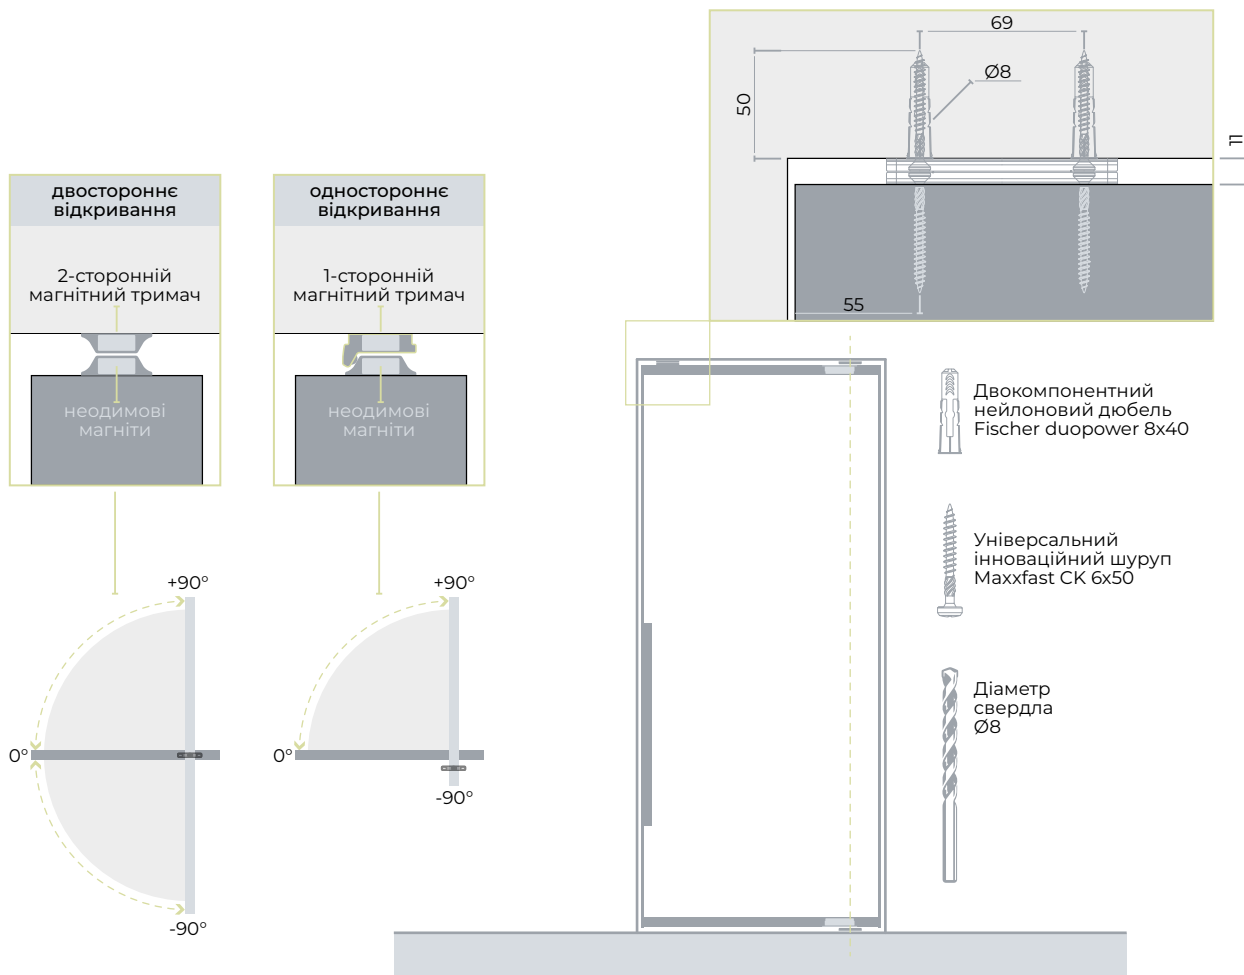 69
Ø8
50
11
55
двостороннє
відкривання
2-сторонній
магнітний тримач
неодимові
магніти
одностороннє
відкривання
1-сторонній
магнітний тримач
неодимові
магніти
+90°
0°
-90°
+90°
0°
-90°
Двокомпонентний
нейлоновий дюбель
Fischer duopower 8x40
Універсальний
інноваційний шуруп
Maxxfast CK 6x50
Діаметр
свердла
Ø8